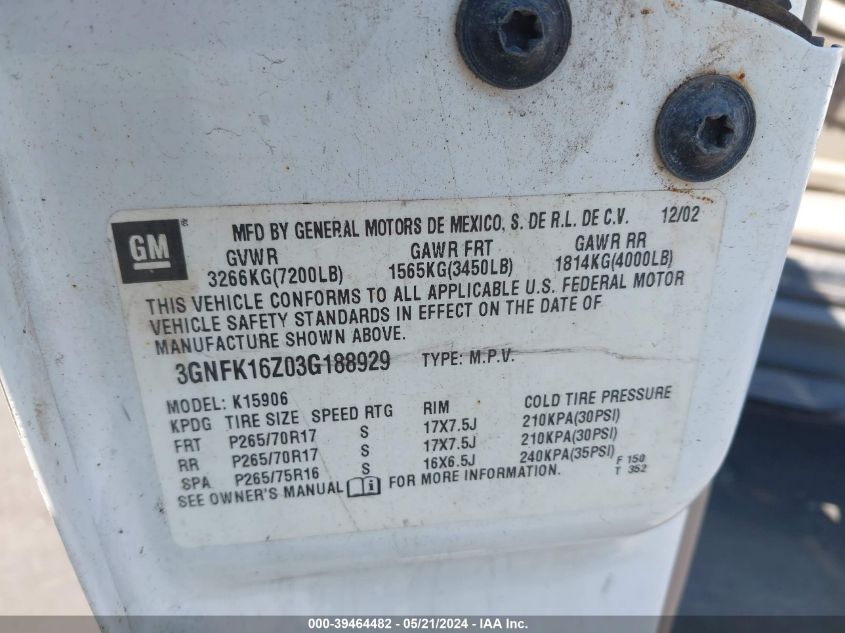 GM
MFD BY GENERAL MOTORS DE MEXICO, S. DE R.L. DE C.V. 12/02
GVWR GAWR FRT GAWR RR
3266KG(7200LB) 1565KG(3450LB) 1814KG(4000LB)
THIS VEHICLE CONFORMS TO ALL APPLICABLE U.S. FEDERAL MOTOR
VEHICLE SAFETY STANDARDS IN EFFECT ON THE DATE OF
MANUFACTURE SHOWN ABOVE.
3GNFK16Z03G188929 TYPE: M.P.V.
MODEL: K15906
KPDG TIRE SIZE SPEED RTG RIM COLD TIRE PRESSURE
FRT P265/70R17 S 17X7.5J 210KPA(30PSI)
RR P265/70R17 S 17X7.5J 210KPA(30PSI)
SPA P265/75R16 S 16X6.5J 240KPA(35PSI) F 150
SEE OWNER'S MANUAL i FOR MORE INFORMATION. T 352
000-39464482 - 05/21/2024 - IAA Inc.